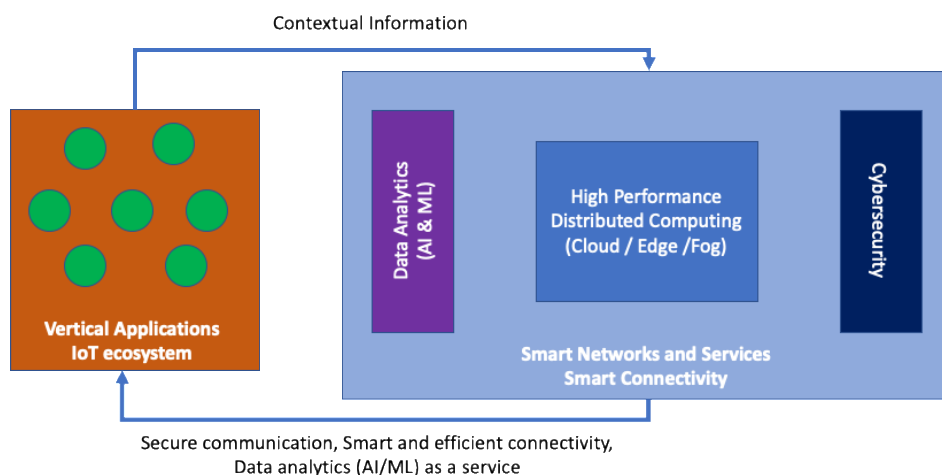 Contextual Information
Vertical Applications
IoT ecosystem
Data Analytics
(AI & ML)
High Performance
Distributed Computing
(Cloud / Edge /Fog)
Cybersecurity
Smart Networks and Services
Smart Connectivity
Secure communication, Smart and efficient connectivity,
Data analytics (AI/ML) as a service